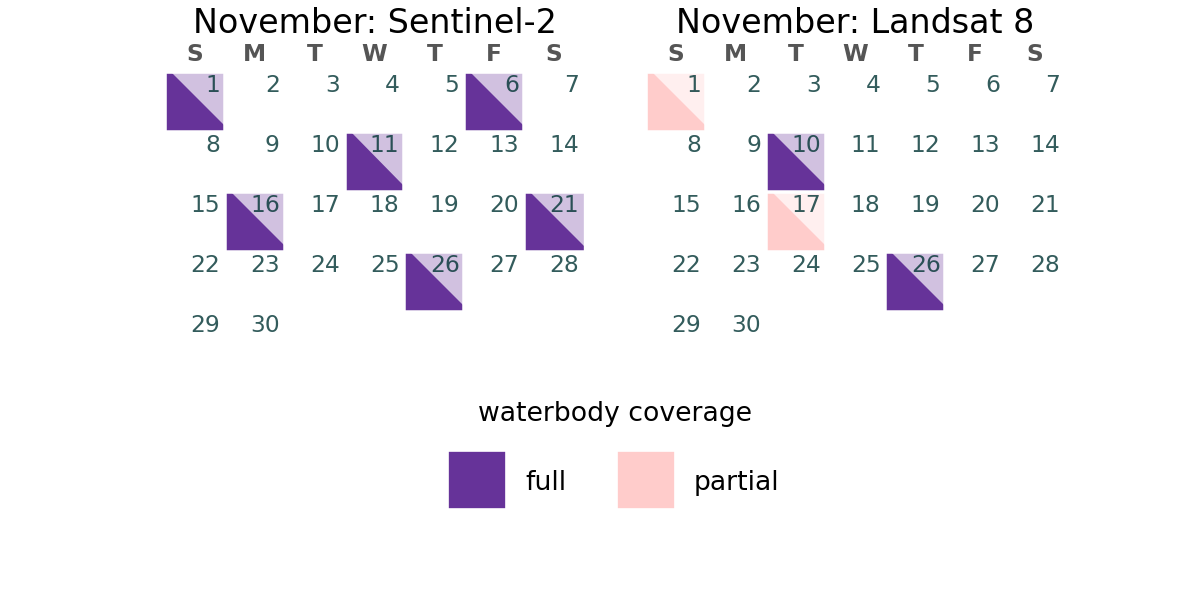 November: Sentinel-2
S M T W T F S
1 2 3 4 5 6 7
8 9 10 11 12 13 14
15 16 17 18 19 20 21
22 23 24 25 26 27 28
29 30
November: Landsat 8
S M T W T F S
1 2 3 4 5 6 7
8 9 10 11 12 13 14
15 16 17 18 19 20 21
22 23 24 25 26 27 28
29 30
waterbody coverage
full
partial